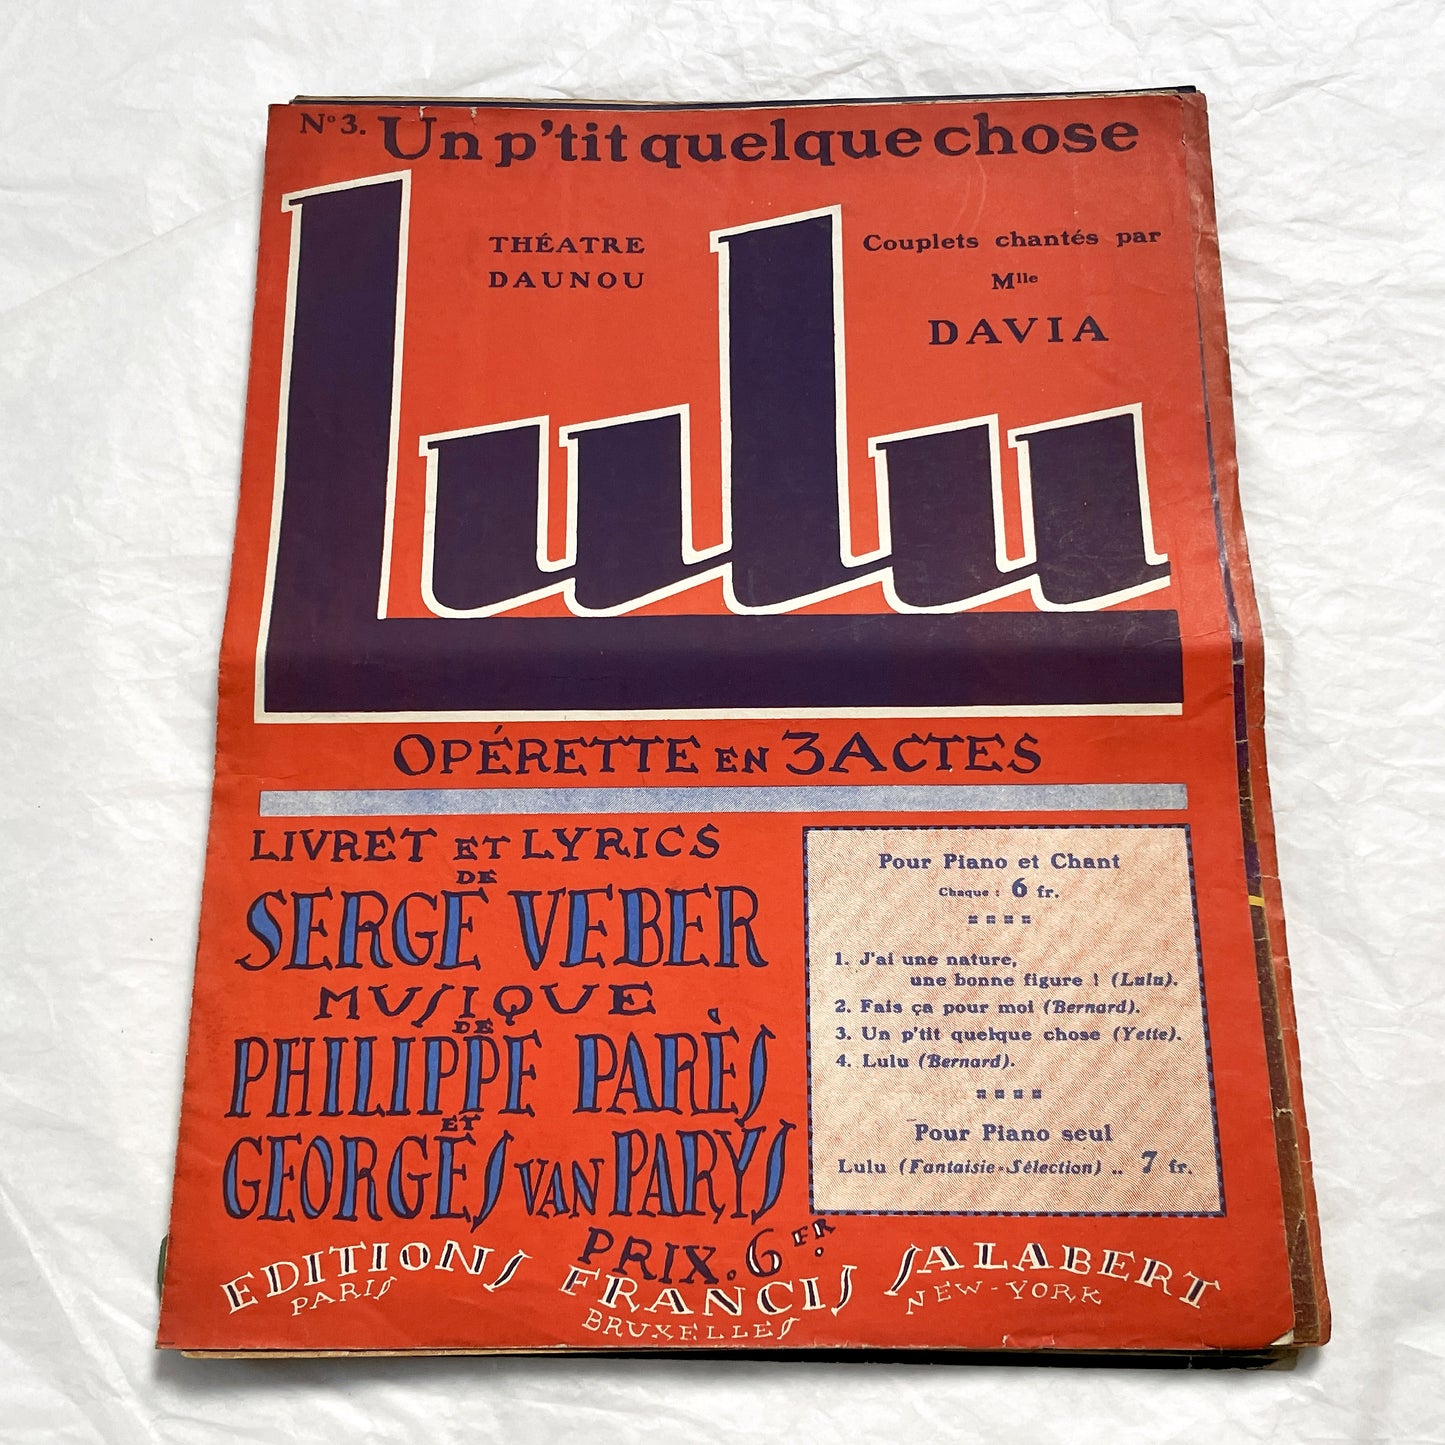 N° 3. Un p'tit quelque chose
THÉATRE
DAUNOU
Couplets chantés par
Mlle
DAVIA
Lulu
OPÉRETTE EN 3 ACTES
LIVRET ET LYRICS
DE
SERGE VEBER
MUSIQUE
DE
PHILIPPE PARÈS
ET
GEORGES VAN PARYS
PRIX. 6 FR.
Pour Piano et Chant
Chaque : 6 fr.
1. J'ai une nature,
une bonne figure ! (Lulu).
2. Fais ça pour moi (Bernard).
3. Un p'tit quelque chose (Yette).
4. Lulu (Bernard).
Pour Piano seul
Lulu (Fantaisie-Sélection) .. 7 fr.
EDITIONS FRANCIS SALABERT
PARIS BRUXELLES NEW-YORK